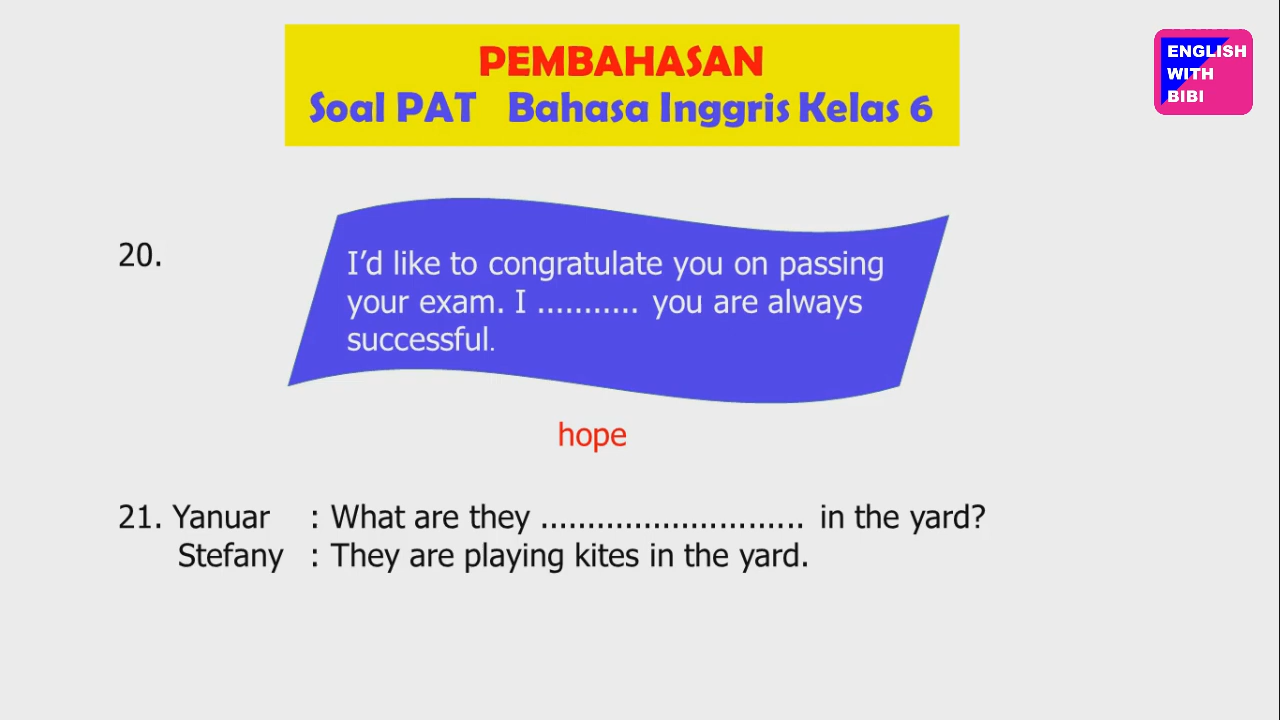 PEMBAHASAN
Soal PAT Bahasa Inggris Kelas 6
ENGLISH
WITH
BIBI
20.
I’d like to congratulate you on passing
your exam. I ........... you are always
successful.
hope
21. Yanuar : What are they ............................ in the yard?
Stefany : They are playing kites in the yard.